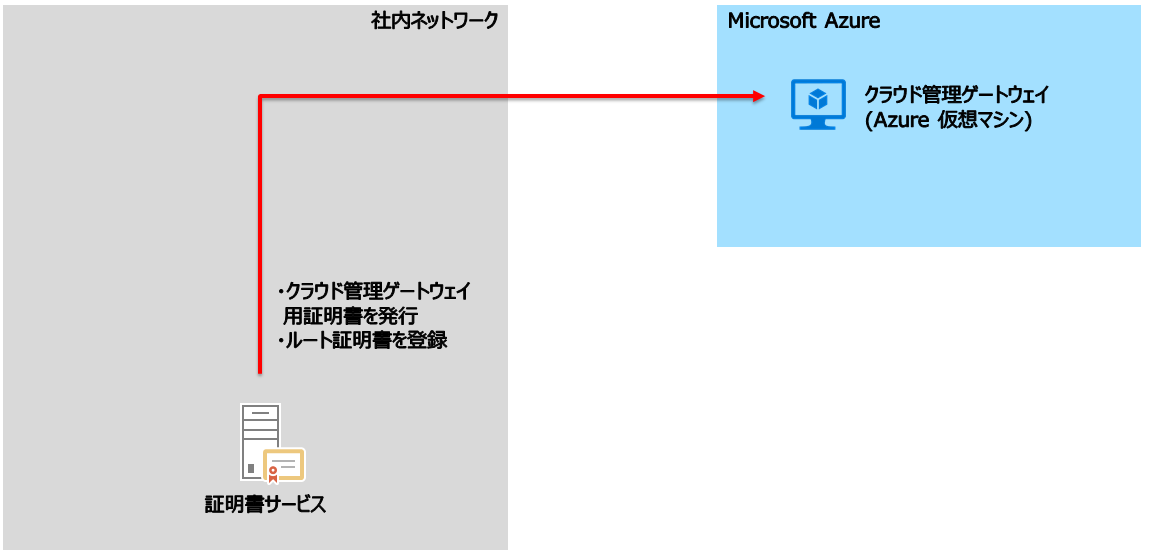 社内ネットワーク
Microsoft Azure
クラウド管理ゲートウェイ
(Azure 仮想マシン)
・クラウド管理ゲートウェイ
用証明書を発行
・ルート証明書を登録
証明書サービス